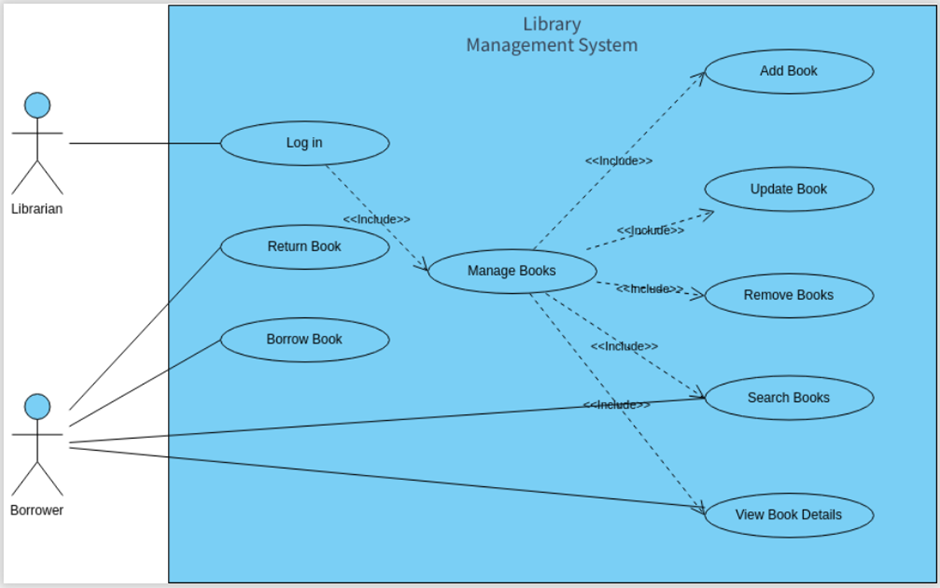 Library
Management System
Add Book
Log in
<<Include>>
Update Book
Librarian
<<Include>>
<<Include>>
Return Book
Manage Books
<<Include>>
Remove Books
Borrow Book
<<Include>>
Search Books
<<Include>>
Borrower
View Book Details